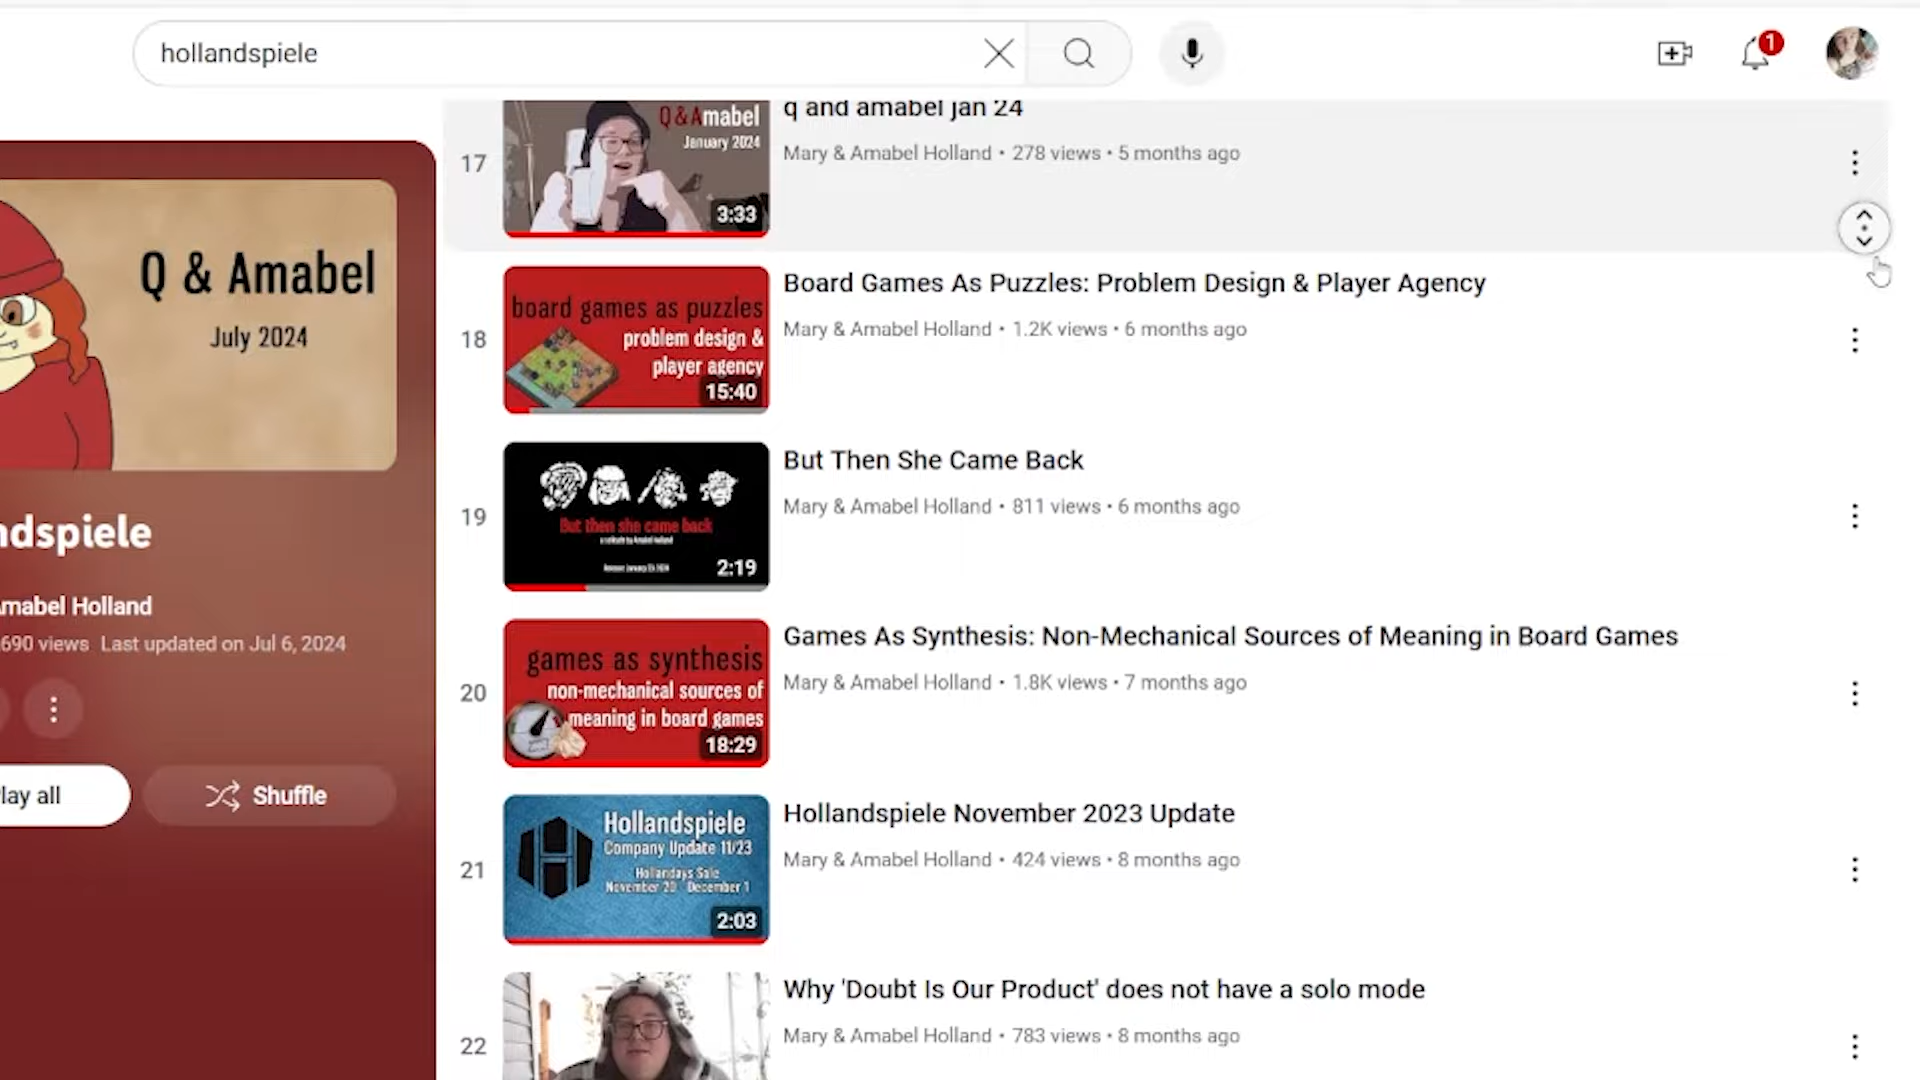 hollandspiele
1
Q & Amabel
July 2024
ndspiele
mabel Holland
690 views Last updated on Jul 6, 2024
lay all
Shuffle
17
Q&Amabel
January 2024
3:33
q and amabel jan 24
Mary & Amabel Holland • 278 views • 5 months ago
18
board games as puzzles
problem design &
player agency
15:40
Board Games As Puzzles: Problem Design & Player Agency
Mary & Amabel Holland • 1.2K views • 6 months ago
19
But then she came back
2:19
But Then She Came Back
Mary & Amabel Holland • 811 views • 6 months ago
20
games as synthesis
non-mechanical sources of
meaning in board games
18:29
Games As Synthesis: Non-Mechanical Sources of Meaning in Board Games
Mary & Amabel Holland • 1.8K views • 7 months ago
21
Hollandspiele
Company Update 11/23
Hollandays Sale
November 20 - December 1
2:03
Hollandspiele November 2023 Update
Mary & Amabel Holland • 424 views • 8 months ago
22
Why 'Doubt Is Our Product' does not have a solo mode
Mary & Amabel Holland • 783 views • 8 months ago